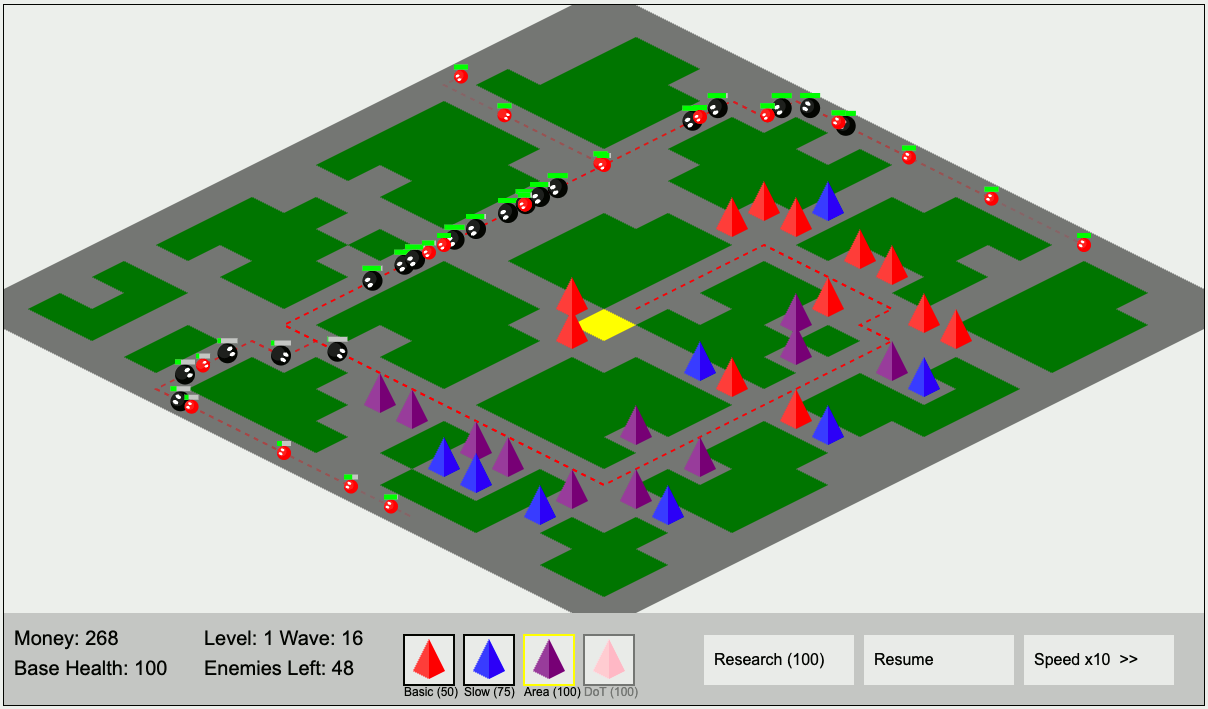 Money: 268
Base Health: 100
Level: 1 Wave: 16
Enemies Left: 48
Basic (50)
Slow (75)
Area (100)
DoT (100)
Research (100)
Resume
Speed x10 >>